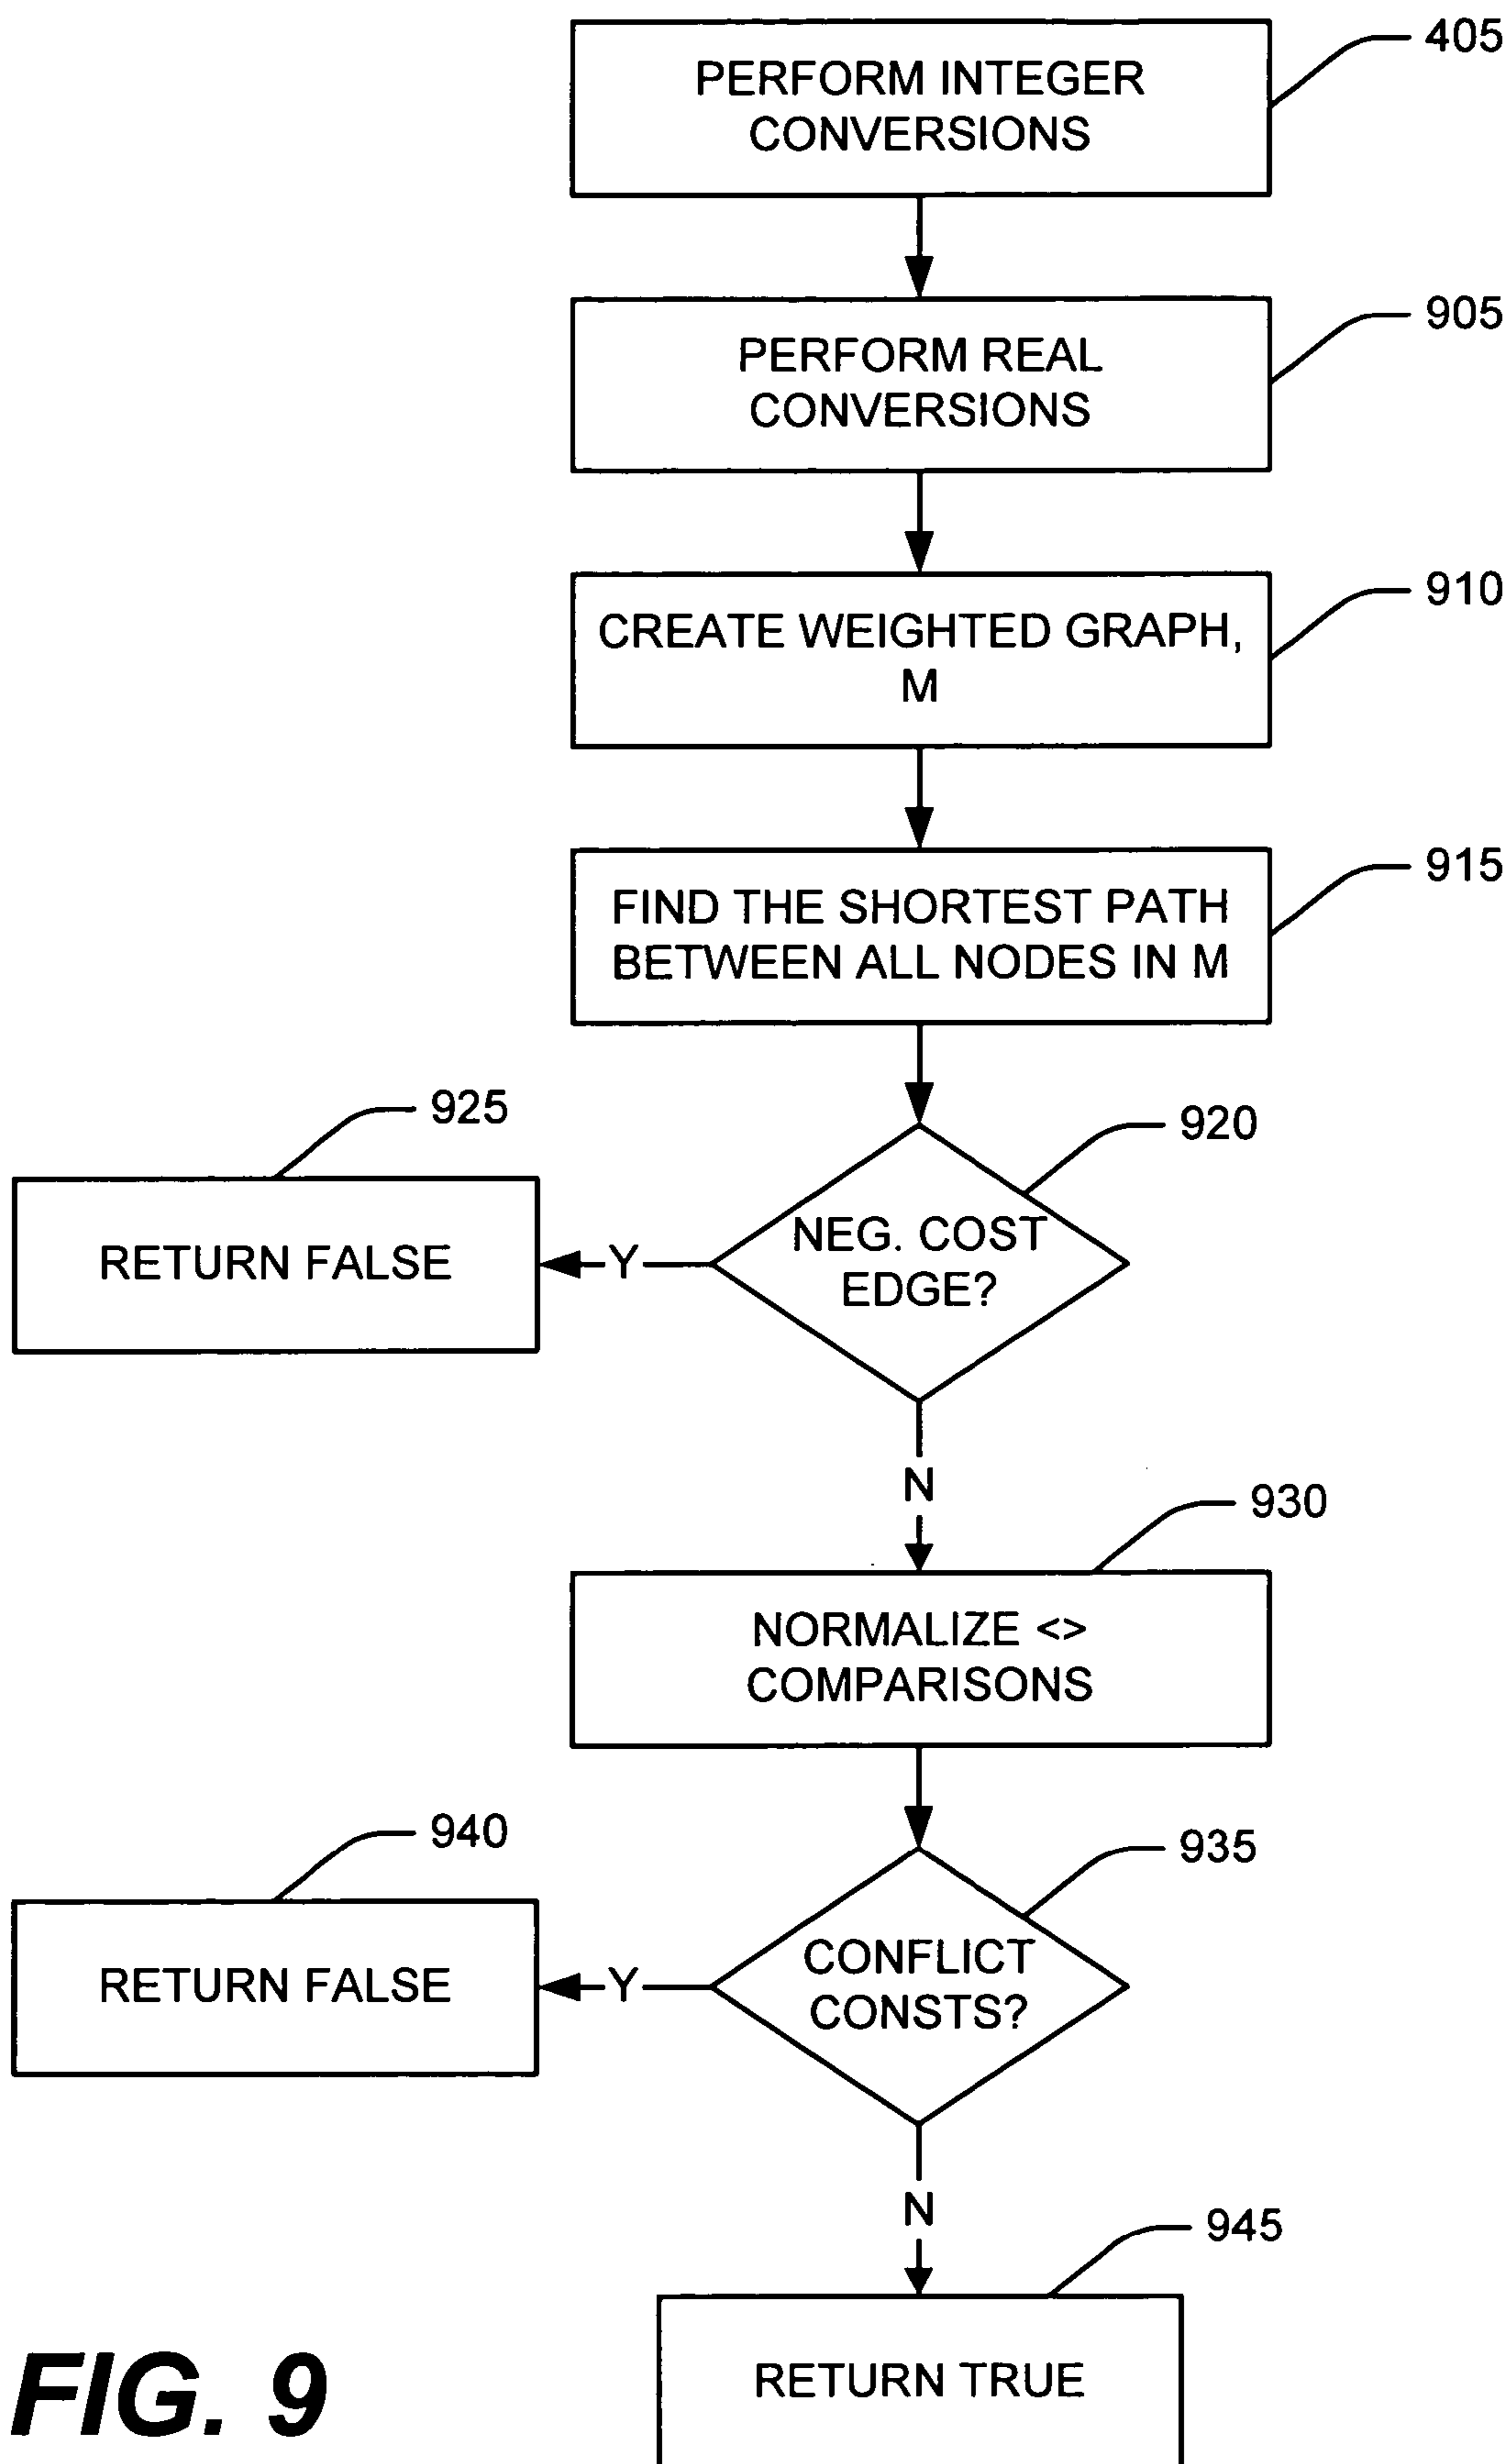 405
PERFORM INTEGER
CONVERSIONS
905
PERFORM REAL
CONVERSIONS
910
CREATE WEIGHTED GRAPH,
M
915
FIND THE SHORTEST PATH
BETWEEN ALL NODES IN M
925
920
RETURN FALSE
Y
NEG. COST
EDGE?
N
930
NORMALIZE <>
COMPARISONS
940
935
RETURN FALSE
Y
CONFLICT
CONSTS?
N
945
RETURN TRUE
FIG. 9